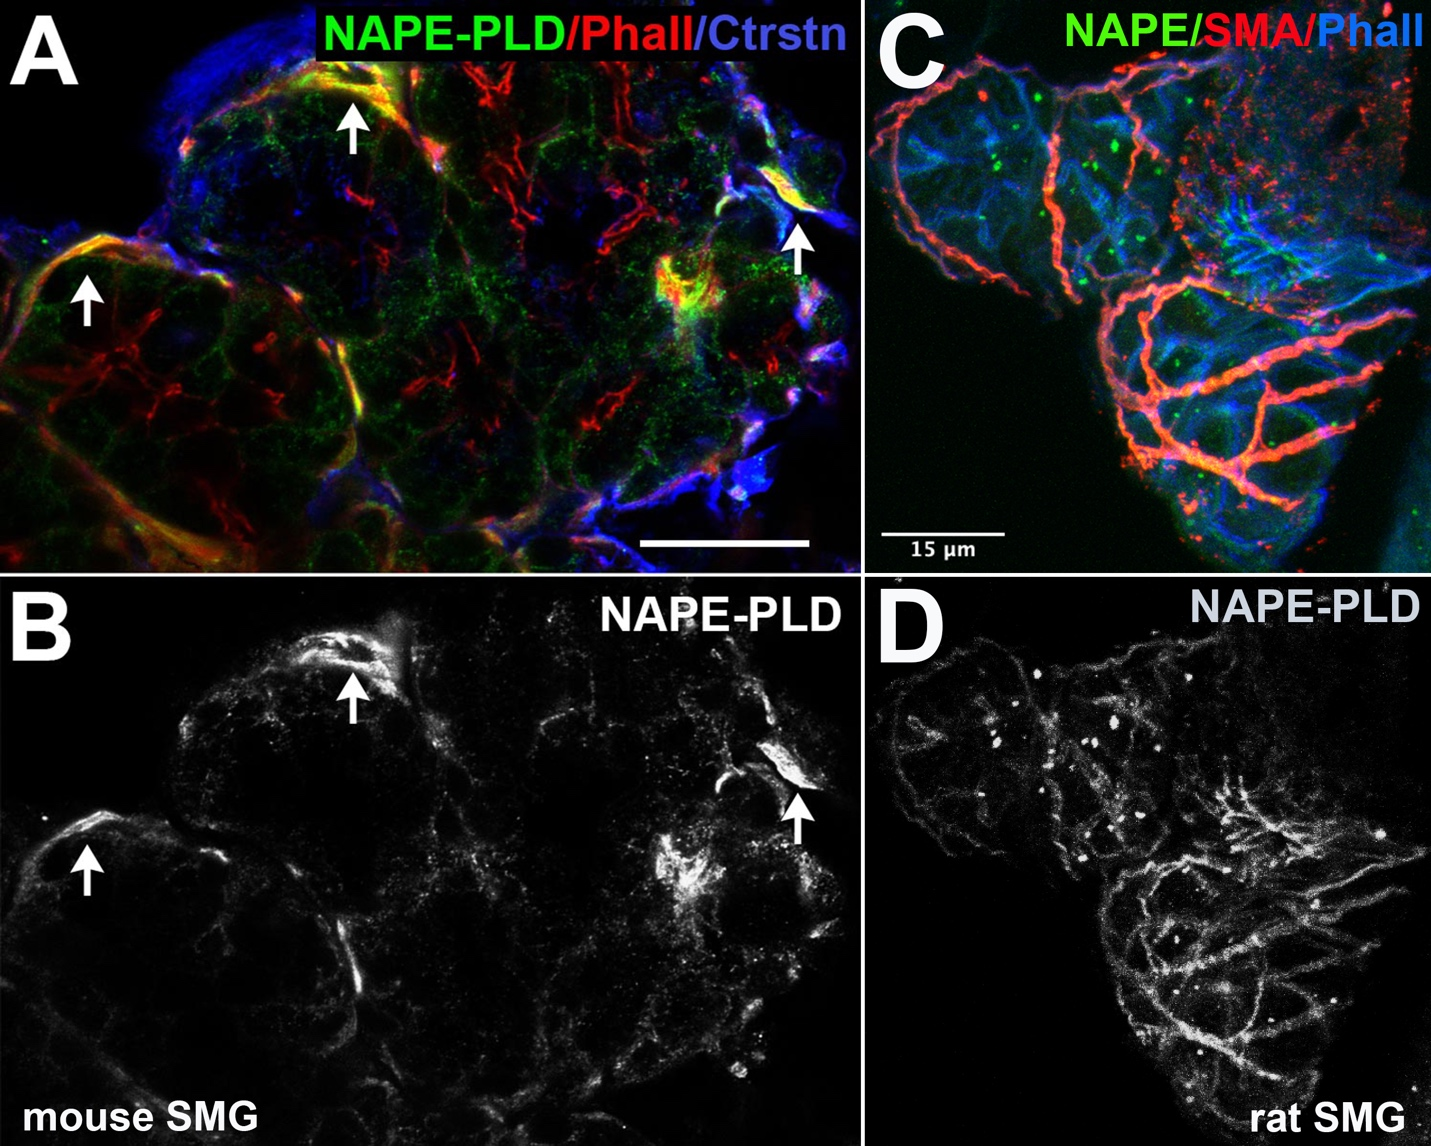 A
NAPE-PLD/Phall/Ctrstn
C
NAPE/SMA/Phall
15 µm
B
NAPE-PLD
mouse SMG
D
NAPE-PLD
rat SMG